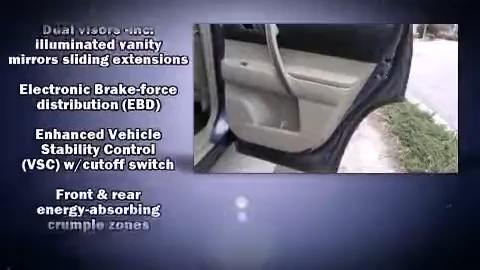 Dual visors -inc:
illuminated vanity
mirrors sliding extensions
Electronic Brake-force
distribution (EBD)
Enhanced Vehicle
Stability Control
(VSC) w/cutoff switch
Front & rear
energy-absorbing
crumple zones